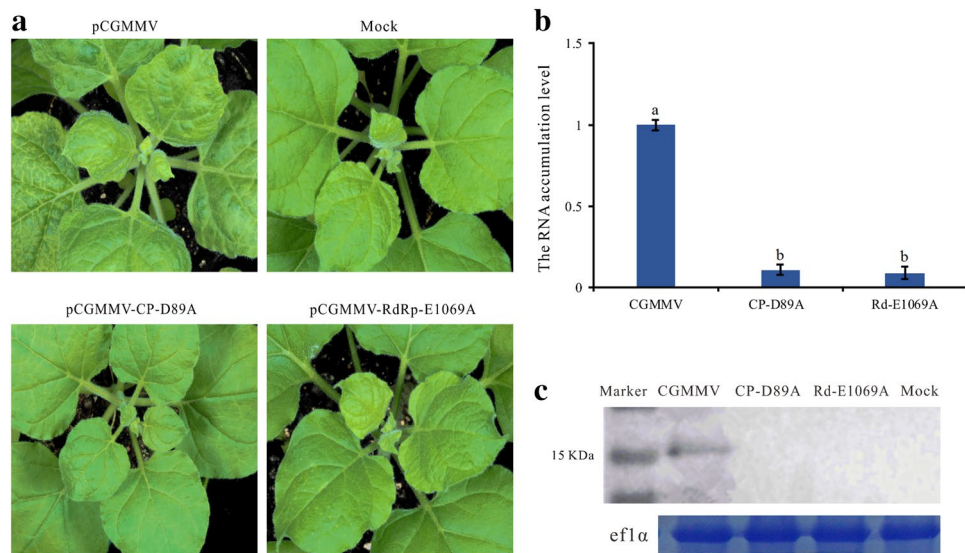 a
pCGMMV
Mock
pCGMMV-CP-D89A
pCGMMV-RdRp-E1069A
b
The RNA accumulation level
1.5
1
0.5
0
a
b
b
CGMMV
CP-D89A
Rd-E1069A
c
Marker CGMMV CP-D89A Rd-E1069A Mock
15 KDa
ef1α